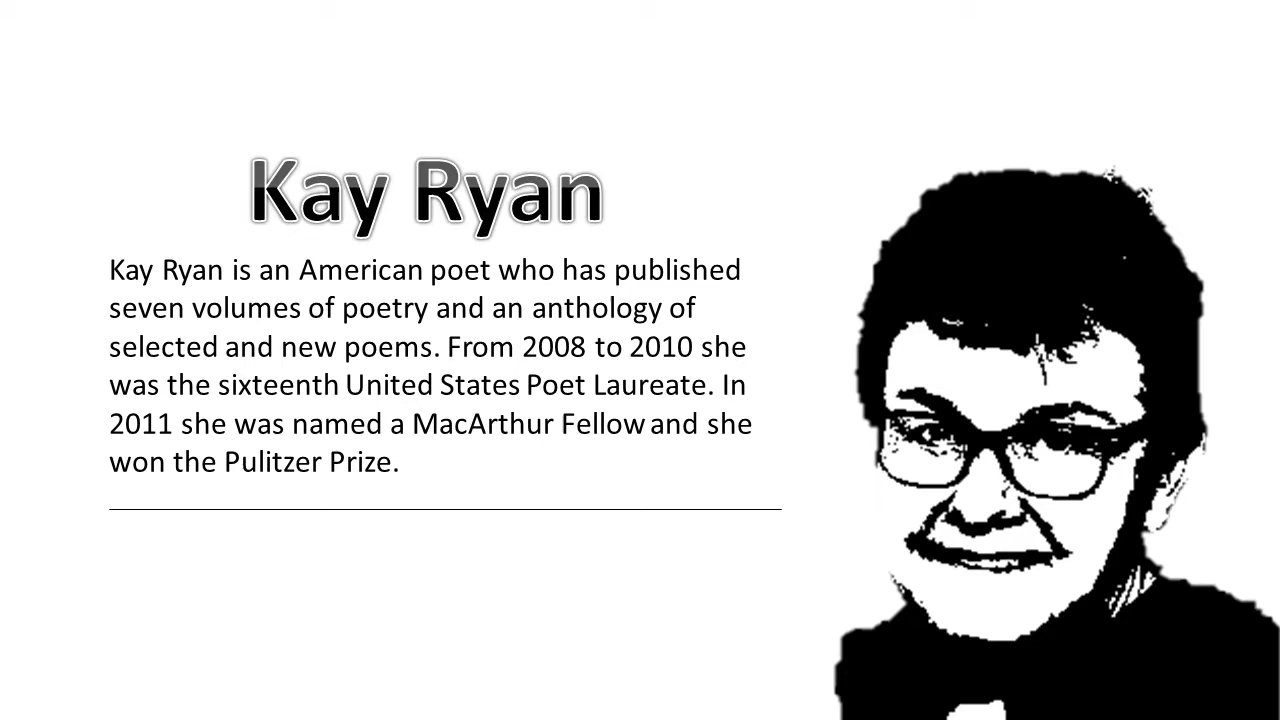 Kay Ryan
Kay Ryan is an American poet who has published
seven volumes of poetry and an anthology of
selected and new poems. From 2008 to 2010 she
was the sixteenth United States Poet Laureate. In
2011 she was named a MacArthur Fellow and she
won the Pulitzer Prize.